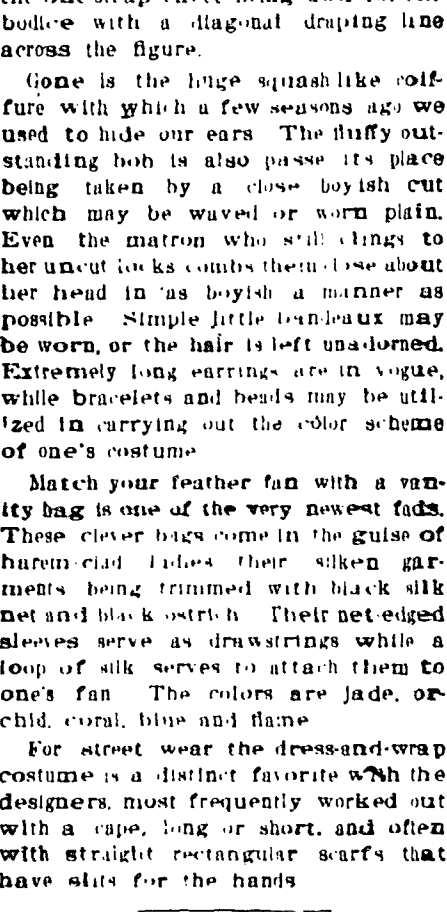 bodice with a diagonal draping line
across the figure.
Gone is the huge squashlike coif-
fure with which a few seasons ago we
used to hide our ears The fluffy out-
standing bob is also passe its place
being taken by a close boyish cut
which may be waved or worn plain.
Even the matron who still clings to
her uncut locks combs them close about
her head in as boyish a manner as
possible Simple little bandeaux may
be worn, or the hair is left unadorned.
Extremely long earrings are in vogue,
while bracelets and beads may be util-
ized in carrying out the color scheme
of one's costume
Match your feather fan with a van-
ity bag is one of the very newest fads.
These clever bags come in the guise of
harem-clad ladies their silken gar-
ments being trimmed with black silk
net and black ostrich Their net-edged
sleeves serve as drawstrings while a
loop of silk serves to attach them to
one's fan The colors are jade, or-
chid, coral, blue and flame
For street wear the dress-and-wrap
costume is a distinct favorite with the
designers, most frequently worked out
with a cape, long or short, and often
with straight rectangular scarfs that
have slits for the hands